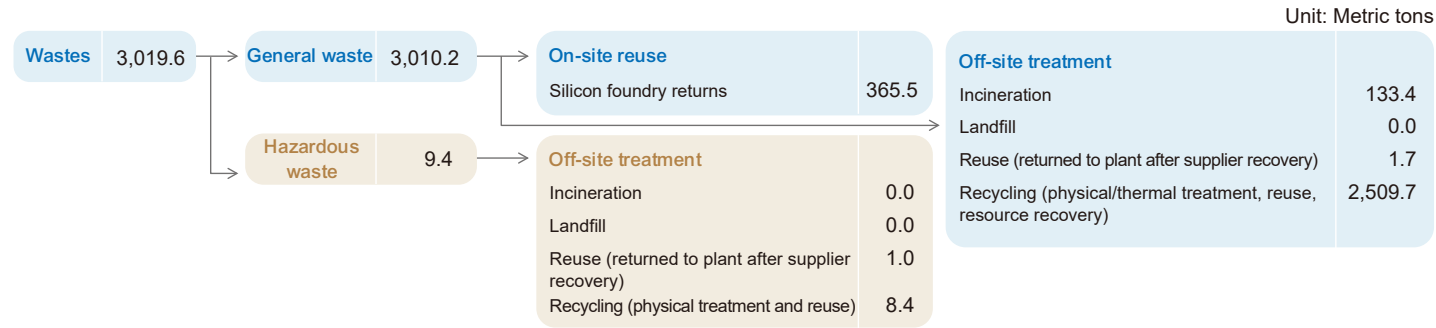 Unit: Metric tons
Wastes 3,019.6
General waste 3,010.2
On-site reuse
Silicon foundry returns 365.5
Off-site treatment
Incineration 133.4
Landfill 0.0
Reuse (returned to plant after supplier recovery) 1.7
Recycling (physical/thermal treatment, reuse, 2,509.7
resource recovery)
Hazardous
waste
9.4
Off-site treatment
Incineration 0.0
Landfill 0.0
Reuse (returned to plant after supplier 1.0
recovery)
Recycling (physical treatment and reuse) 8.4